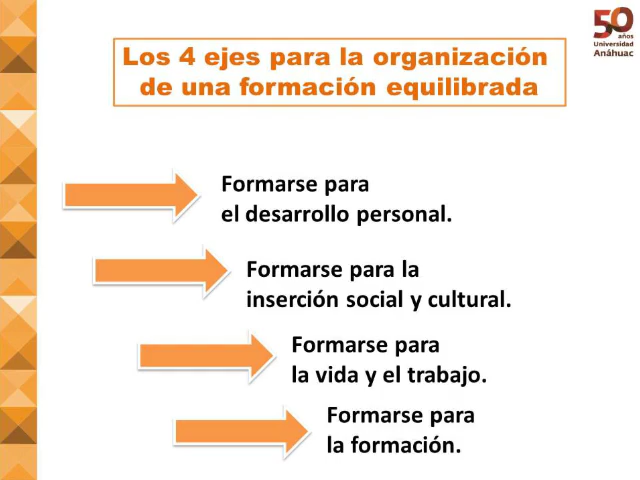 50
años
Universidad
Anáhuac
Los 4 ejes para la organización
de una formación equilibrada
Formarse para
el desarrollo personal.
Formarse para la
inserción social y cultural.
Formarse para
la vida y el trabajo.
Formarse para
la formación.